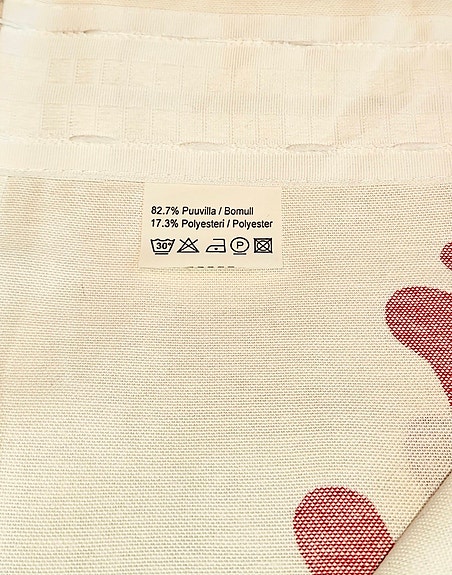 82.7% Puuvilla / Bomull
17.3% Polyesteri / Polyester
30° P